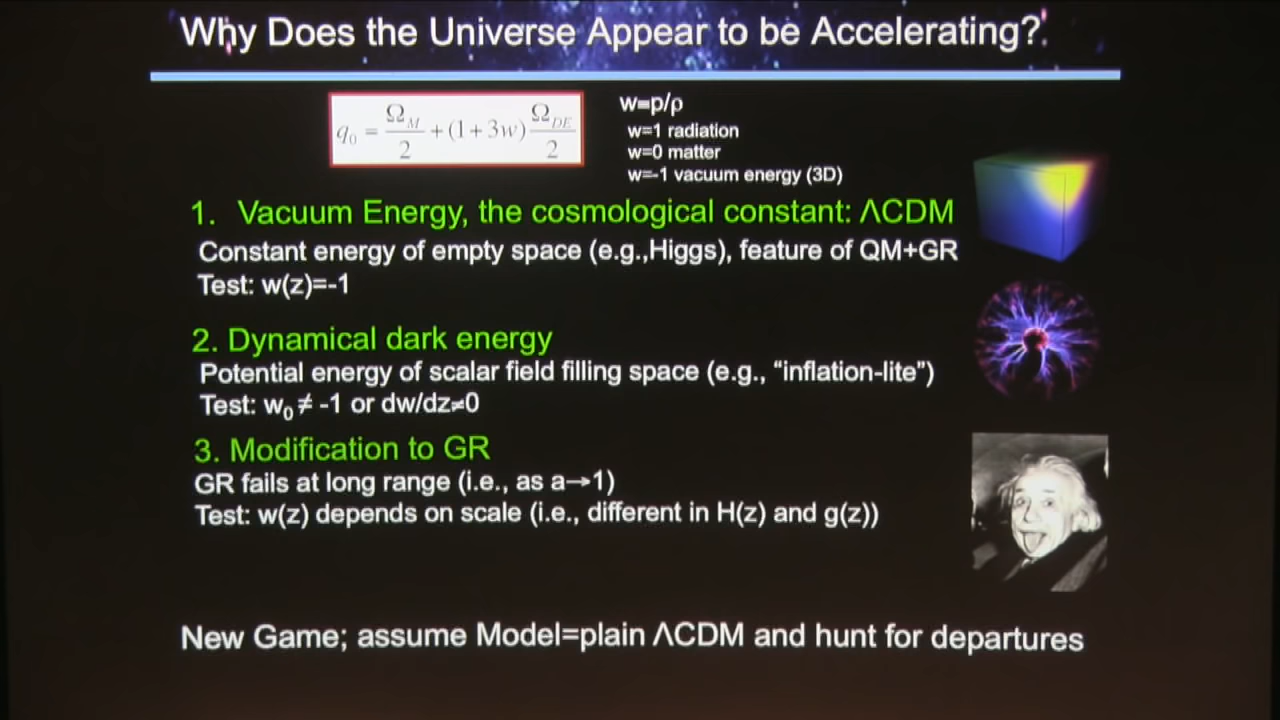 Why Does the Universe Appear to be Accelerating?
q₀ = Ω_M/2 + (1+3w) Ω_DE/2
w=p/ρ
w=1 radiation
w=0 matter
w=-1 vacuum energy (3D)
1. Vacuum Energy, the cosmological constant: ΛCDM
Constant energy of empty space (e.g.,Higgs), feature of QM+GR
Test: w(z)=-1
2. Dynamical dark energy
Potential energy of scalar field filling space (e.g., “inflation-lite”)
Test: w₀ ≠ -1 or dw/dz≠0
3. Modification to GR
GR fails at long range (i.e., as a→1)
Test: w(z) depends on scale (i.e., different in H(z) and g(z))
New Game; assume Model=plain ΛCDM and hunt for departures